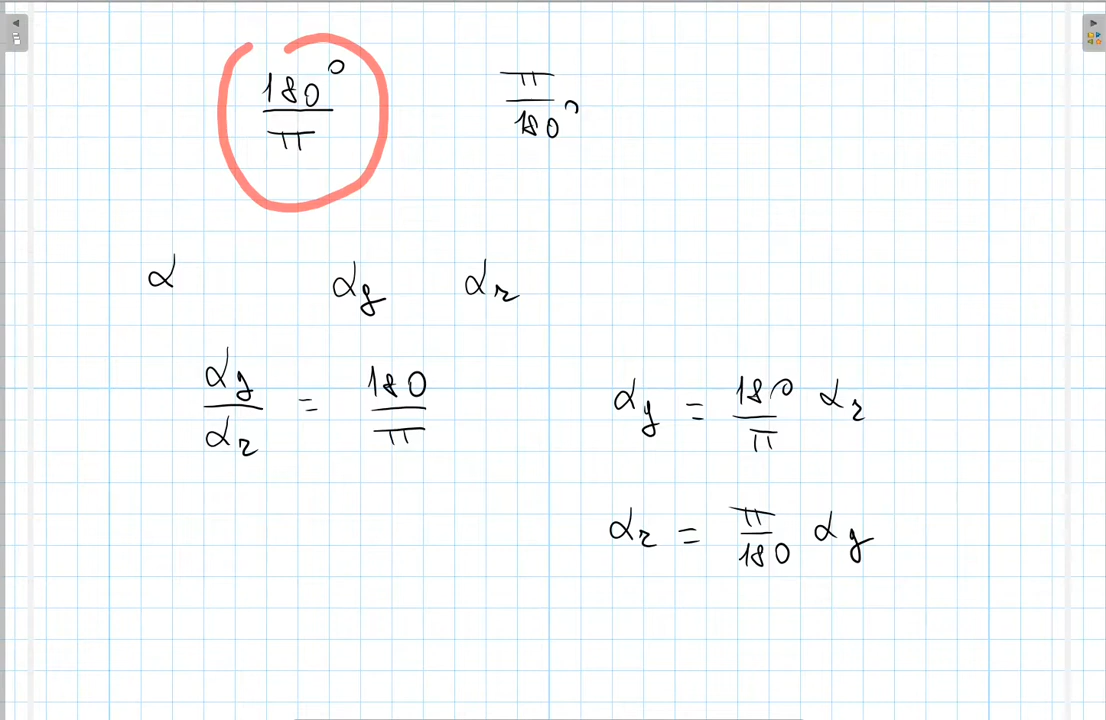 180°/π π/180°
α α_g α_r
α_g/α_r = 180/π
α_g = 180/π α_r
α_r = π/180 α_g